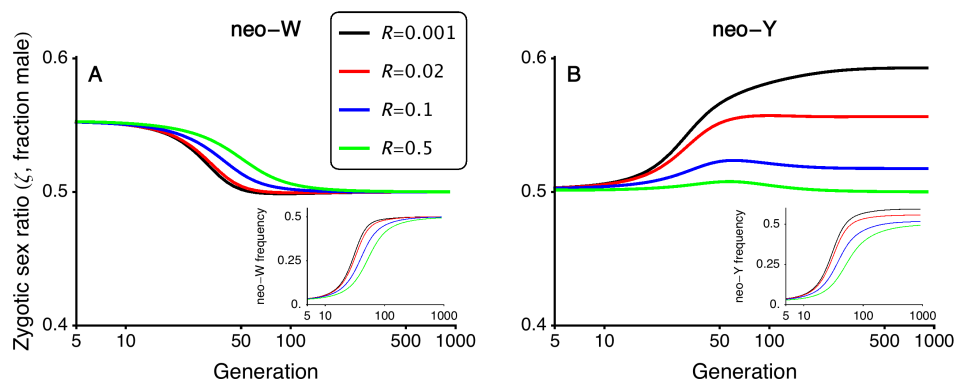 neo−W
neo−Y
R=0.001
R=0.02
R=0.1
R=0.5
Zygotic sex ratio (ζ, fraction male)
0.6
0.5
0.4
A
5 10 50 100 500 1000
Generation
neo−W frequency
0.5
0.25
0.
5 10 100 1000
0.6
0.5
0.4
B
5 10 50 100 500 1000
Generation
neo−Y frequency
0.5
0.25
0.
5 10 100 1000